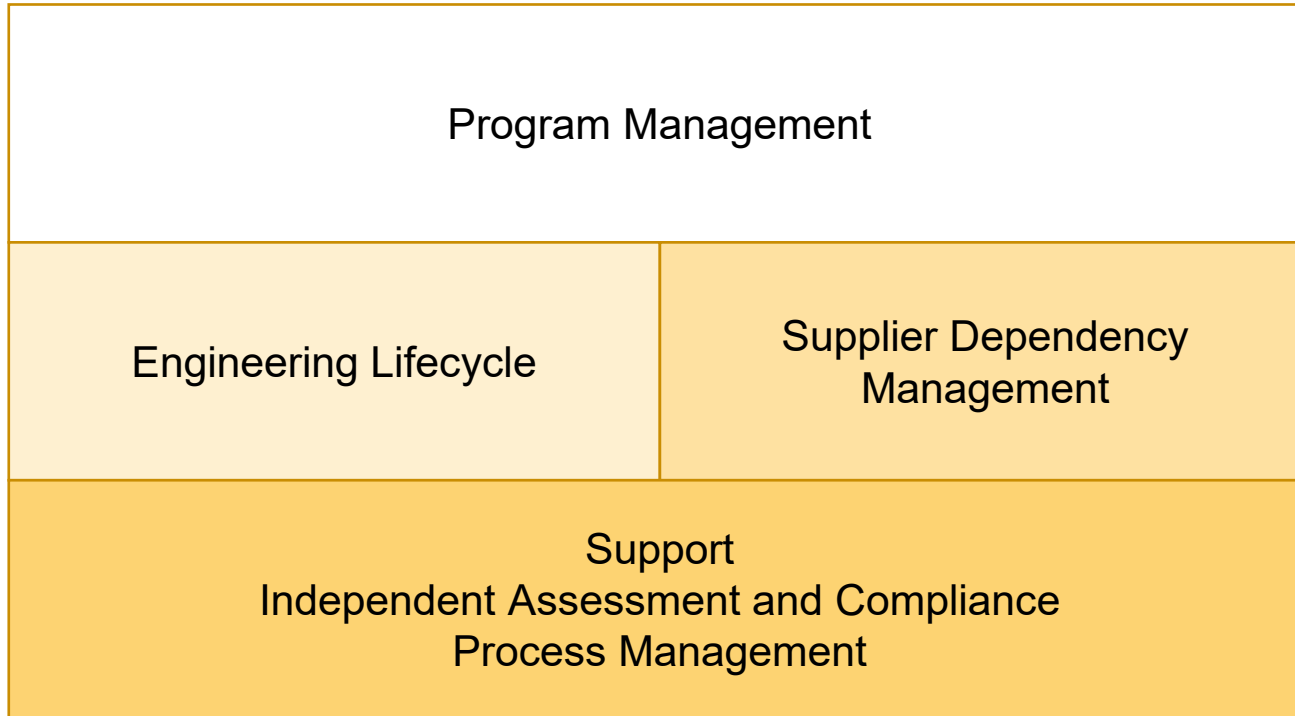 Program Management
Engineering Lifecycle
Supplier Dependency
Management
Support
Independent Assessment and Compliance
Process Management